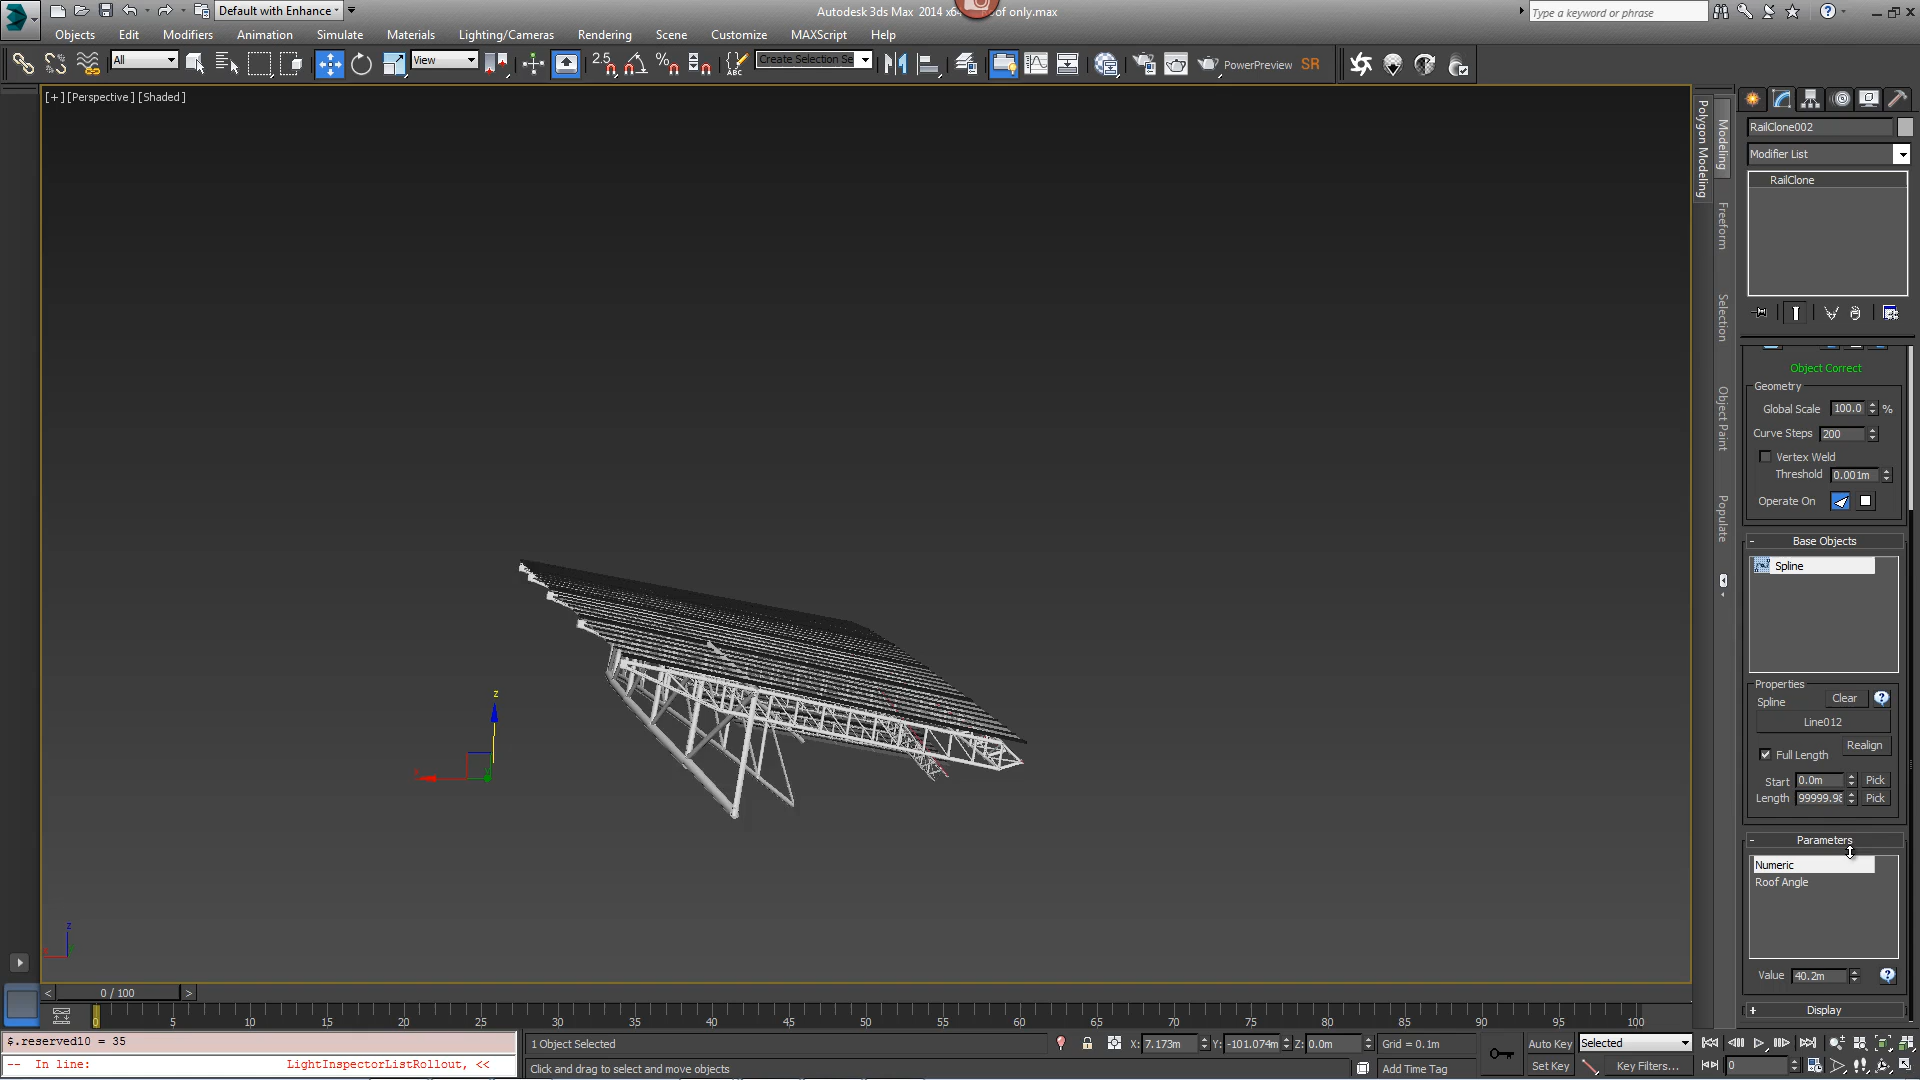 Default with Enhance
Autodesk 3ds Max 2014 x6 of only.max
Type a keyword or phrase
Objects Edit Modifiers Animation Simulate Materials Lighting/Cameras Rendering Scene Customize MAXScript Help
All View 2.5 Create Selection Se PowerPreview SR
[+] [Perspective] [Shaded]
Polygon Modeling
Modeling
Freeform
Selection
Object Paint
Populate
RailClone002
Modifier List
RailClone
Object Correct
Geometry
Global Scale 100.0 %
Curve Steps 200
Vertex Weld
Threshold 0.001m
Operate On
- Base Objects
Spline
Properties
Spline Clear
Line012
Full Length Realign
Start 0.0m Pick
Length 99999.98 Pick
- Parameters
Numeric
Roof Angle
Value 40.2m
+ Display
z
z
< 0 / 100 >
0 5 10 15 20 25 30 35 40 45 50 55 60 65 70 75 80 85 90 95 100
$.reserved10 = 35
-- In line: LightInspectorListRollout, <<
1 Object Selected
X: 7.173m Y: -101.074m Z: 0.0m Grid = 0.1m
Auto Key Selected
Click and drag to select and move objects
Add Time Tag
Set Key Key Filters... 0